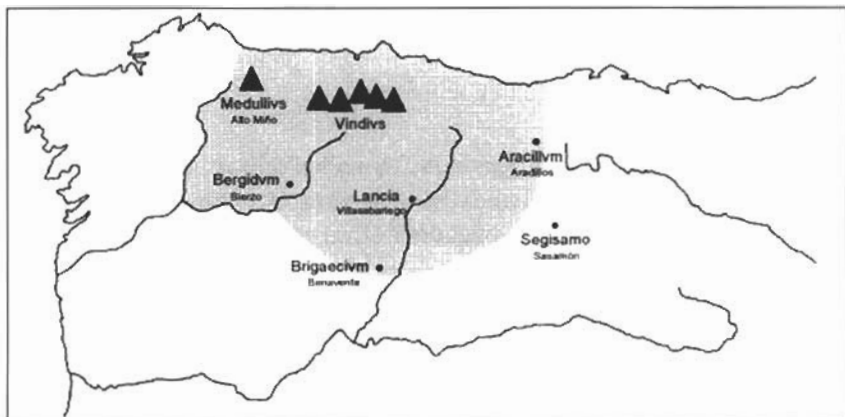 Medullivs
Alto Miño
Vindivs
Aracillvm
Aradillos
Bergidvm
Bierzo
Lancia
Villasabariego
Segisamo
Sasamón
Brigaecivm
Benavente